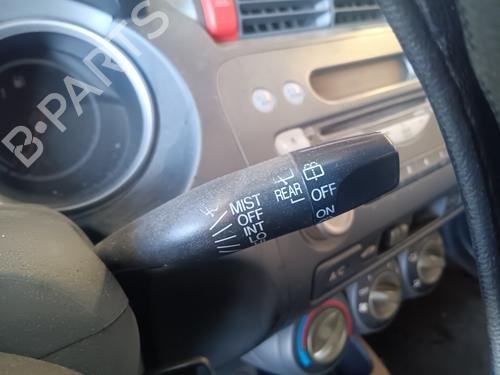 B-PARTS
MIST
OFF
INT
LO
REAR
OFF
ON
A/C